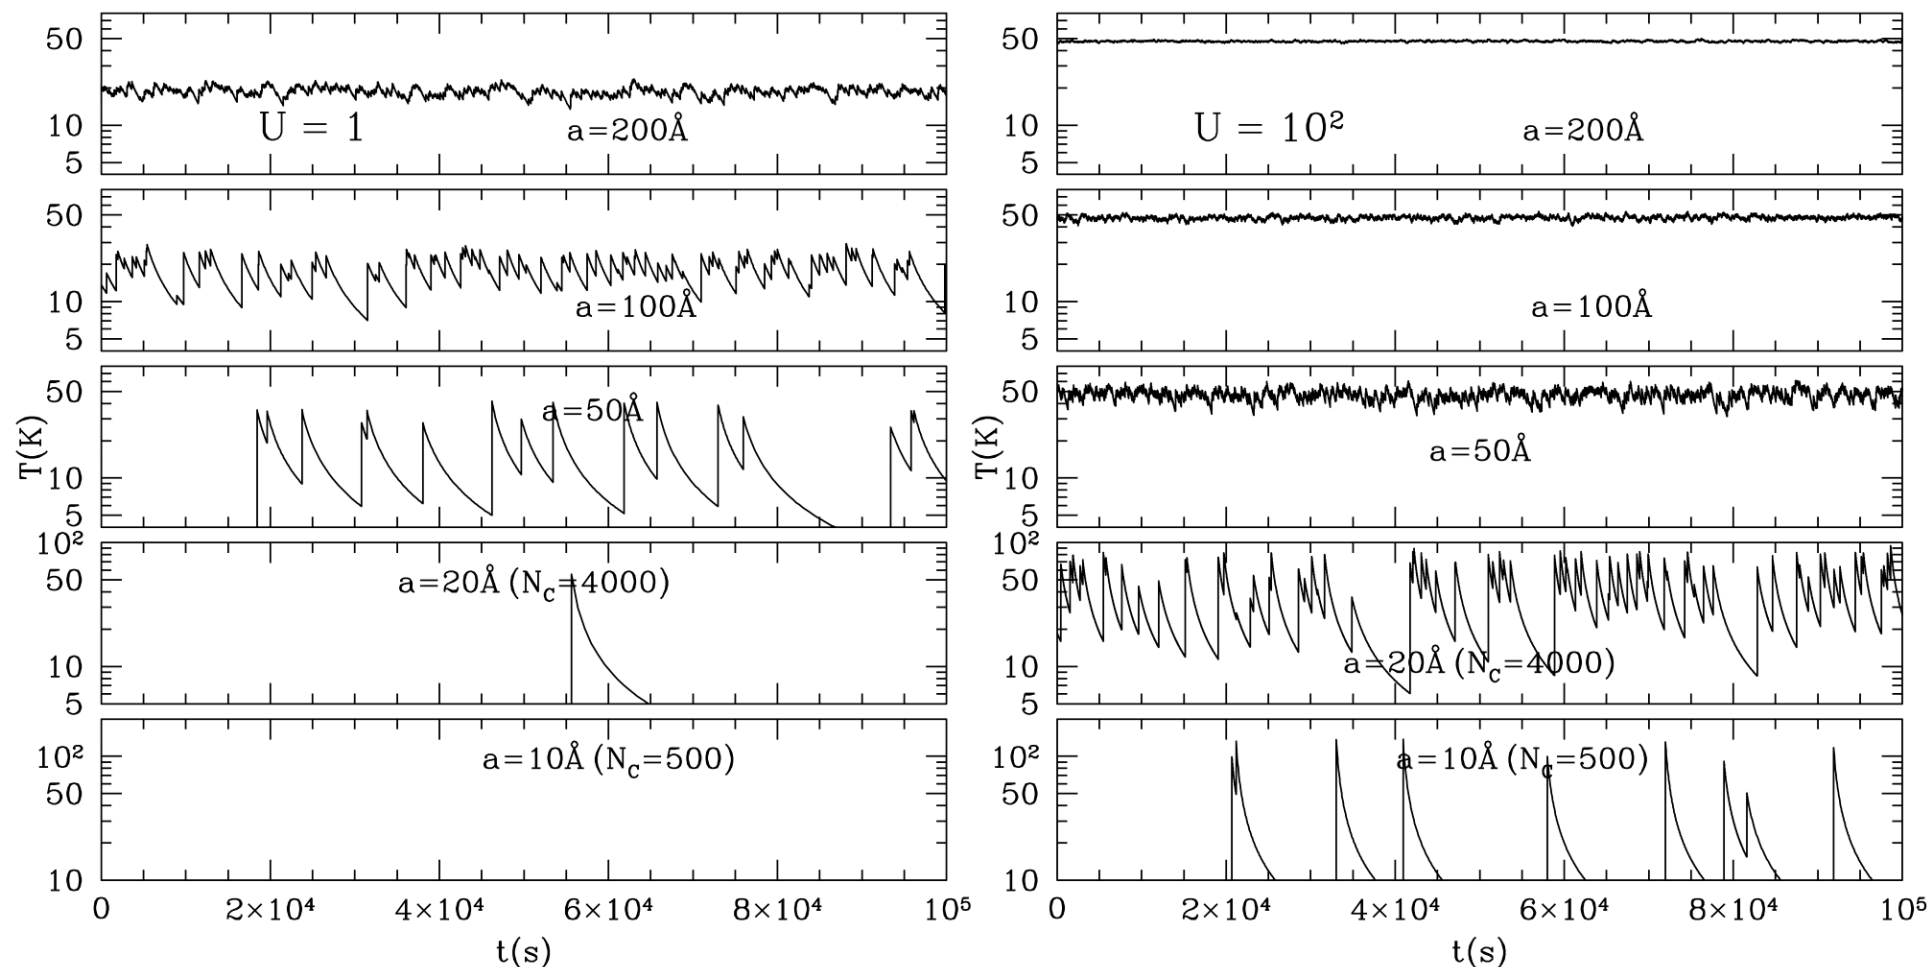 50
10
5
U = 1
a=200Å
50
10
5
a=100Å
T(K)
50
10
5
a=50Å
10²
50
10
5
a=20Å (N_c=4000)
10²
50
10
a=10Å (N_c=500)
0 2×10⁴ 4×10⁴ 6×10⁴ 8×10⁴ 10⁵
t(s)
50
10
5
U = 10²
a=200Å
50
10
5
a=100Å
T(K)
50
10
5
a=50Å
10²
50
10
5
a=20Å (N_c=4000)
10²
50
10
a=10Å (N_c=500)
0 2×10⁴ 4×10⁴ 6×10⁴ 8×10⁴ 10⁵
t(s)